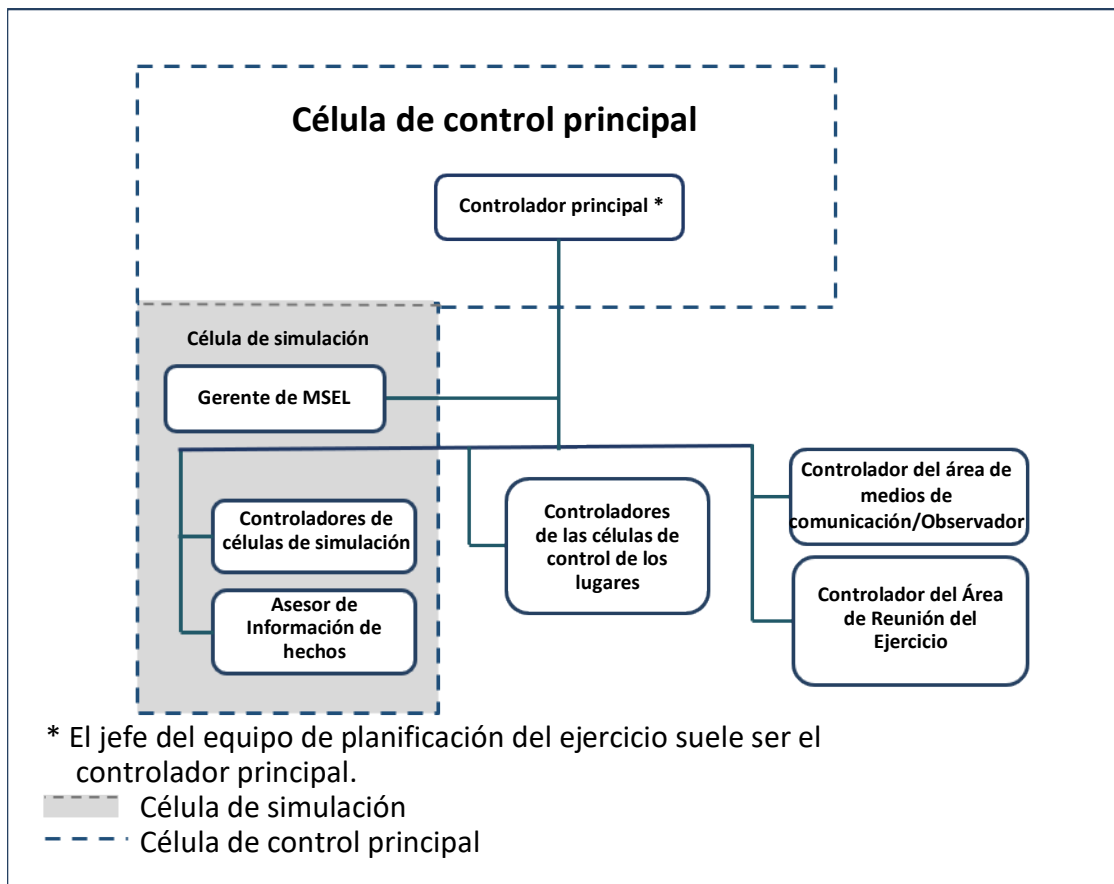 Célula de control principal
Controlador principal *
Célula de simulación
Gerente de MSEL
Controladores de
células de simulación
Asesor de
Información de
hechos
Controladores
de las células de
control de los
lugares
Controlador del área de
medios de
comunicación/Observador
Controlador del Área
de Reunión del
Ejercicio
* El jefe del equipo de planificación del ejercicio suele ser el
controlador principal.
Célula de simulación
Célula de control principal